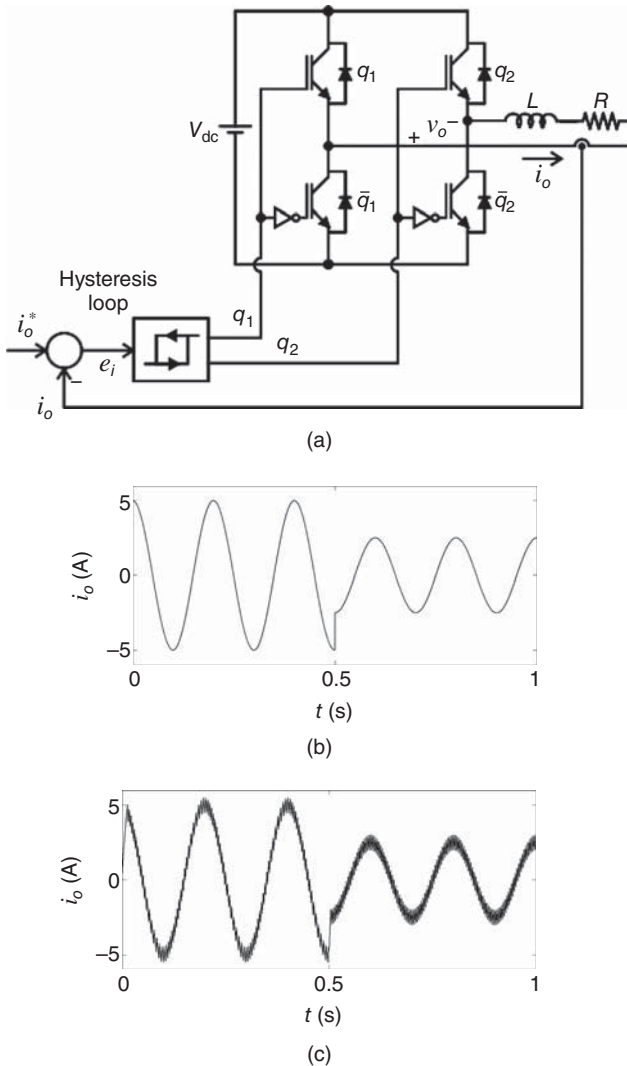 q1 q2
L R
Vdc
+ vo –
io
q̄1 q̄2
Hysteresis
loop
io* q1
q2
ei
–
io
(a)
5
0
–5
io (A)
0 0.5 1
t (s)
(b)
5
0
–5
io (A)
0 0.5 1
t (s)
(c)